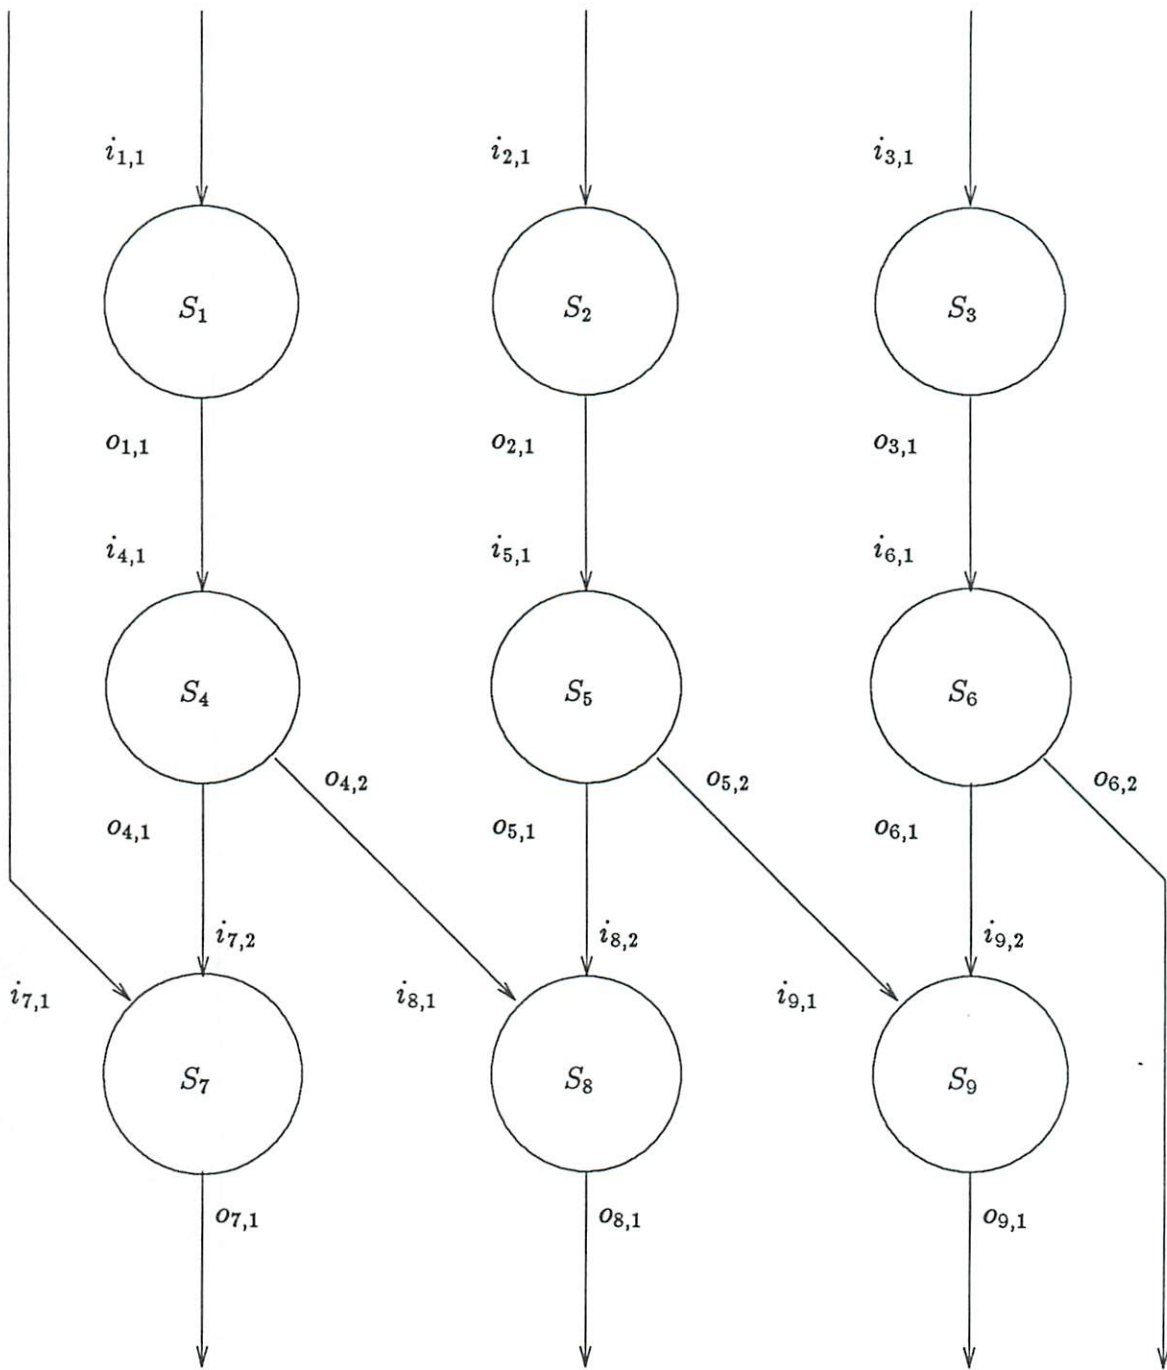 i1,1 i2,1 i3,1
S1 S2 S3
o1,1 o2,1 o3,1
i4,1 i5,1 i6,1
S4 S5 S6
o4,2 o5,2 o6,2
o4,1 o5,1 o6,1
i7,2 i8,2 i9,2
i7,1 i8,1 i9,1
S7 S8 S9
o7,1 o8,1 o9,1